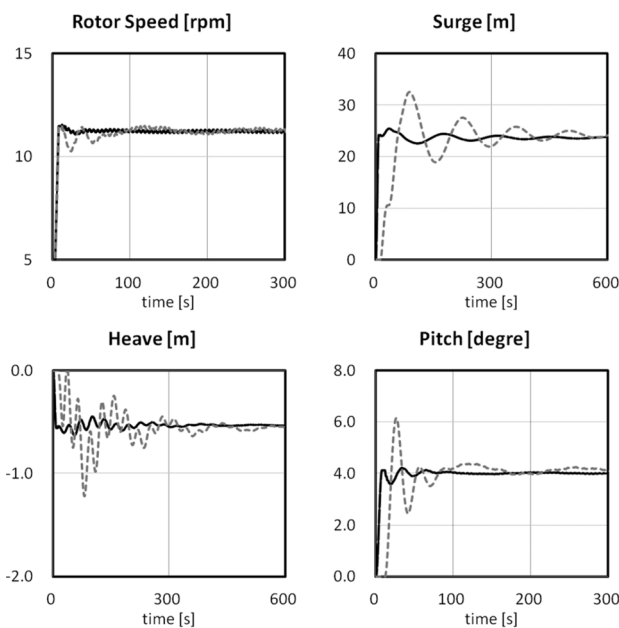 Rotor Speed [rpm]
15
10
5
0 100 200 300
time [s]
Surge [m]
40
30
20
10
0
0 300 600
time [s]
Heave [m]
0.0
-1.0
-2.0
0 300 600
time [s]
Pitch [degre]
8.0
6.0
4.0
2.0
0.0
0 100 200 300
time [s]